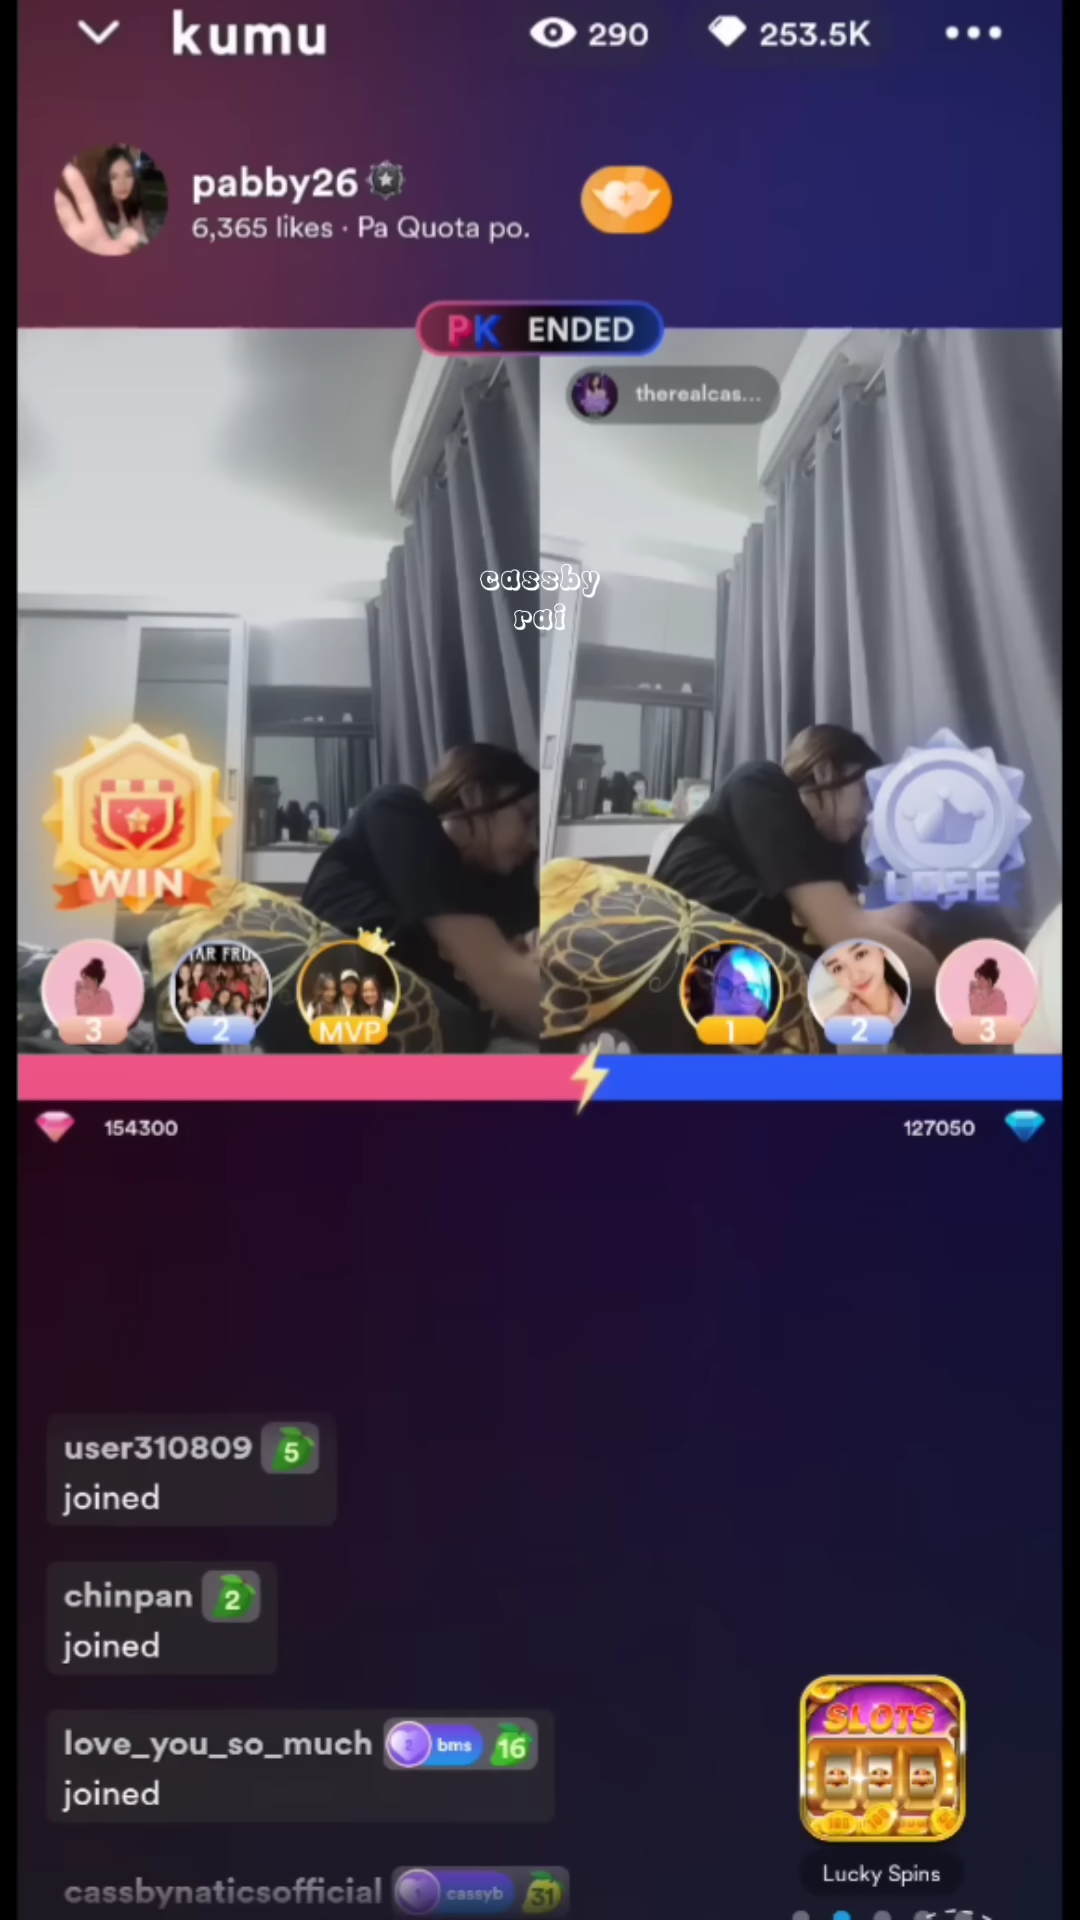 kumu
290
253.5K
pabby26
6,365 likes · Pa Quota po.
PK ENDED
therealcas...
cassby
rai
WIN
LOSE
3
2
MVP
1
2
3
154300
127050
user310809 5
joined
chinpan 2
joined
love_you_so_much 2 bms 16
joined
SLOTS
cassbynaticsofficial cassyb 31
Lucky Spins